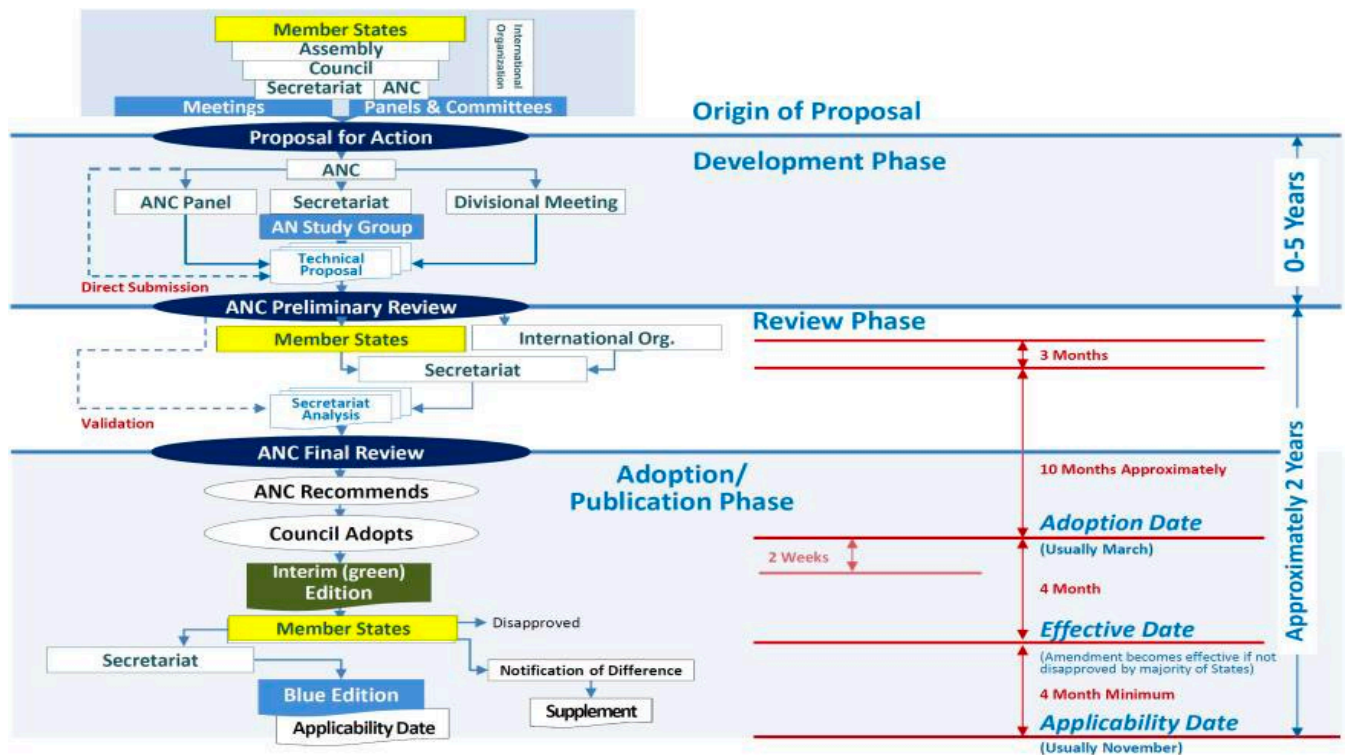 Member States
Assembly
Council
Secretariat
ANC
International
Organization
Meetings
Panels & Committees
Origin of Proposal
Proposal for Action
Development Phase
ANC
ANC Panel
Secretariat
Divisional Meeting
AN Study Group
Technical
Proposal
Direct Submission
0-5 Years
ANC Preliminary Review
Review Phase
Member States
International Org.
3 Months
Secretariat
Secretariat
Analysis
Validation
ANC Final Review
Adoption/
Publication Phase
10 Months Approximately
ANC Recommends
Council Adopts
Adoption Date
(Usually March)
2 Weeks
Interim (green)
Edition
4 Month
Member States
Disapproved
Effective Date
(Amendment becomes effective if not
disapproved by majority of States)
Secretariat
Notification of Difference
4 Month Minimum
Blue Edition
Supplement
Applicability Date
Applicability Date
(Usually November)
Approximately 2 Years